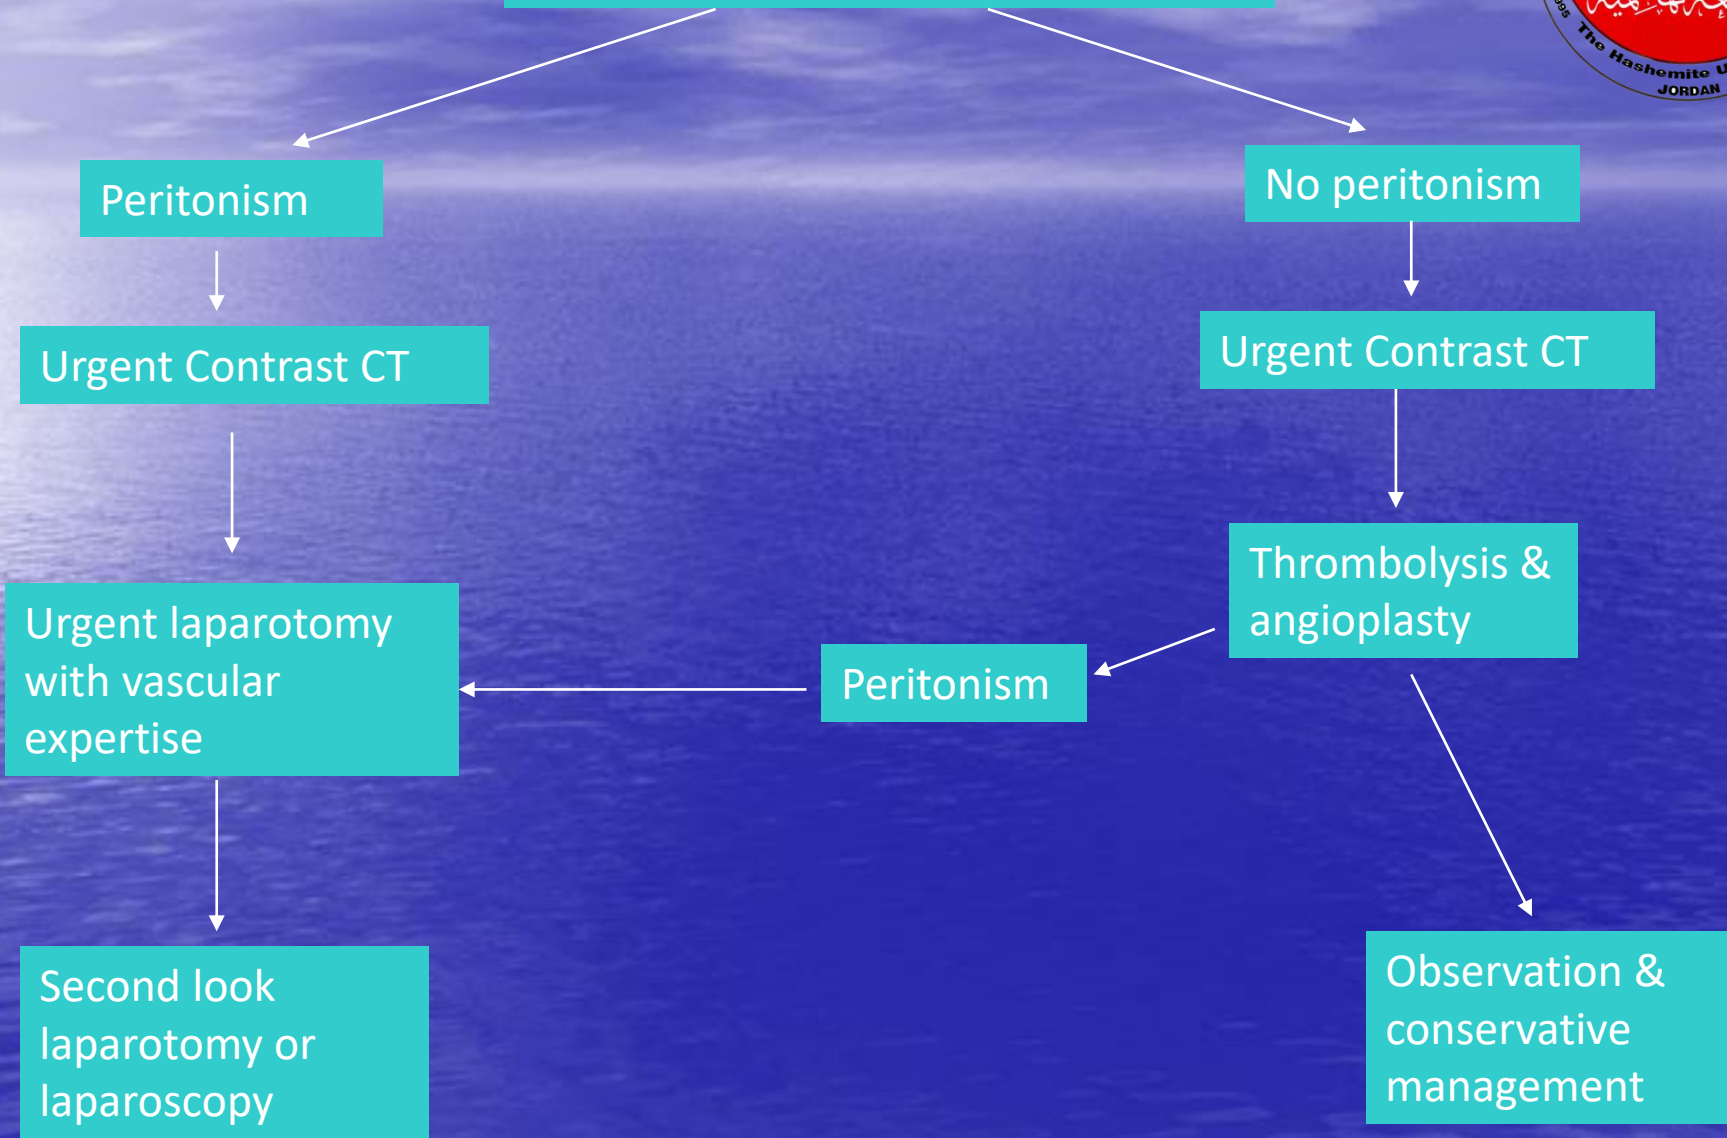 The Hashemite
JORDAN
Peritonism
No peritonism
Urgent Contrast CT
Urgent Contrast CT
Thrombolysis &
angioplasty
Urgent laparotomy
with vascular
expertise
Peritonism
Second look
laparotomy or
laparoscopy
Observation &
conservative
management